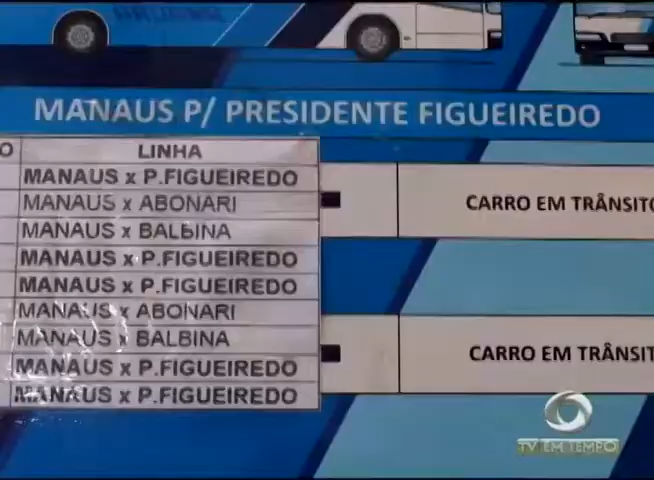 MANAUS P/ PRESIDENTE FIGUEIREDO
O LINHA
MANAUS x P.FIGUEIREDO
MANAUS x ABONARI
MANAUS x BALBINA
MANAUS x P.FIGUEIREDO
MANAUS x P.FIGUEIREDO
MANAUS x ABONARI
MANAUS x BALBINA
MANAUS x P.FIGUEIREDO
MANAUS x P.FIGUEIREDO
CARRO EM TRÂNSITO
CARRO EM TRÂNSIT
TV EM TEMPO